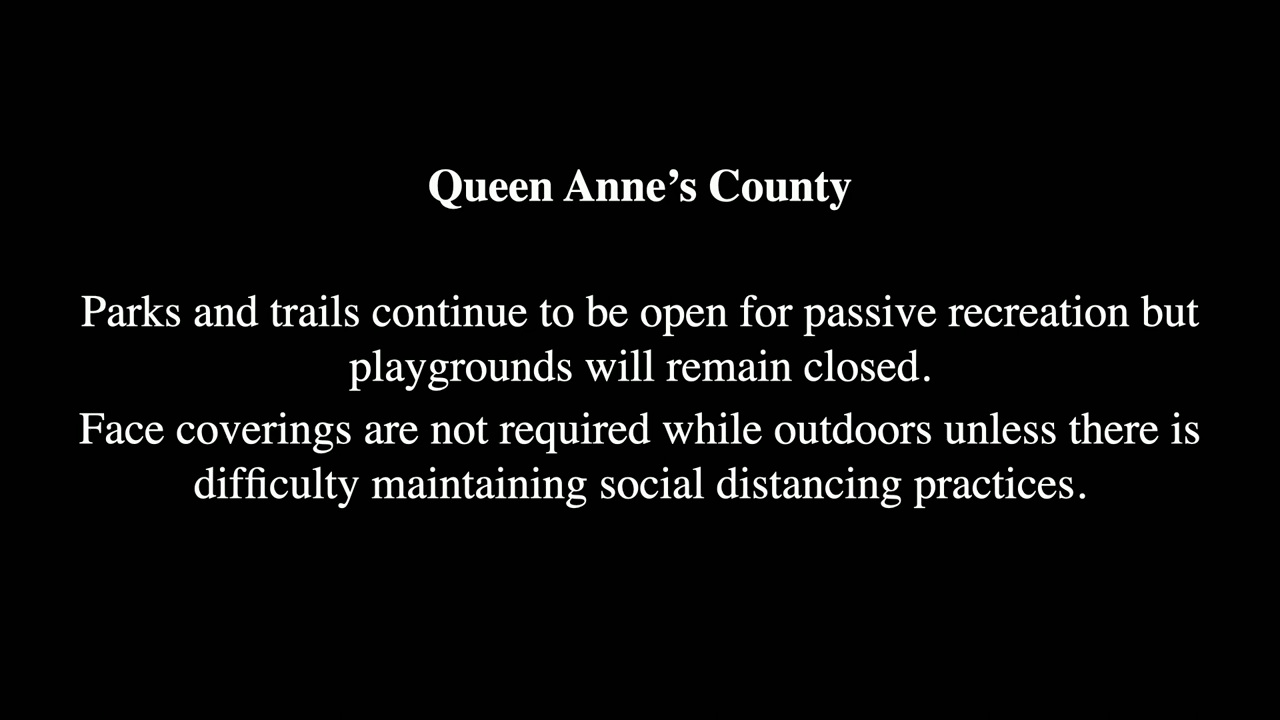 Queen Anne’s County
Parks and trails continue to be open for passive recreation but
playgrounds will remain closed.
Face coverings are not required while outdoors unless there is
difficulty maintaining social distancing practices.